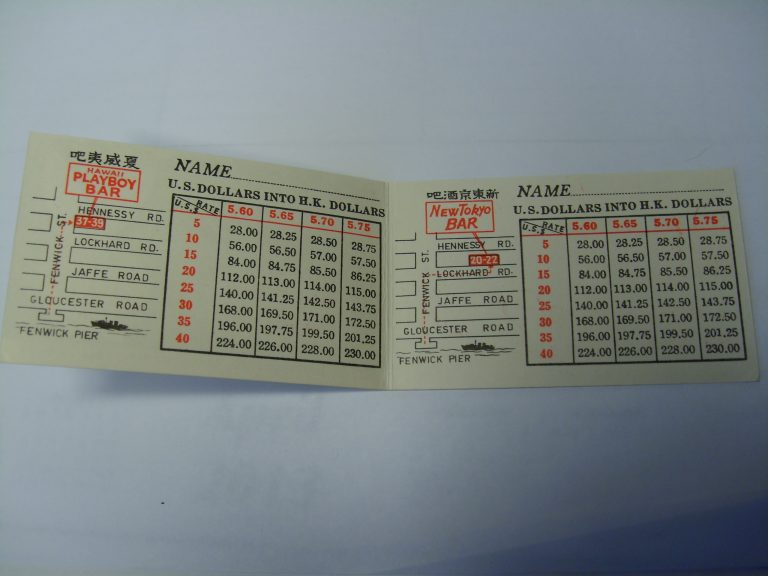 吧夷威夏
HAWAII
PLAYBOY
BAR
37-39
HENNESSY RD.
LOCKHARD RD.
JAFFE ROAD
GLOUCESTER ROAD
FENWICK ST.
FENWICK PIER
NAME
U.S. DOLLARS INTO H.K. DOLLARS
U.S.$ RATE 5.60 5.65 5.70 5.75
5 28.00 28.25 28.50 28.75
10 56.00 56.50 57.00 57.50
15 84.00 84.75 85.50 86.25
20 112.00 113.00 114.00 115.00
25 140.00 141.25 142.50 143.75
30 168.00 169.50 171.00 172.50
35 196.00 197.75 199.50 201.25
40 224.00 226.00 228.00 230.00
吧酒京東新
New Tokyo
BAR
HENNESSY RD.
20-22
LOCKHARD RD.
JAFFE ROAD
GLOUCESTER ROAD
FENWICK ST.
FENWICK PIER
NAME
U.S. DOLLARS INTO H.K. DOLLARS
U.S.$ RATE 5.60 5.65 5.70 5.75
5 28.00 28.25 28.50 28.75
10 56.00 56.50 57.00 57.50
15 84.00 84.75 85.50 86.25
20 112.00 113.00 114.00 115.00
25 140.00 141.25 142.50 143.75
30 168.00 169.50 171.00 172.50
35 196.00 197.75 199.50 201.25
40 224.00 226.00 228.00 230.00